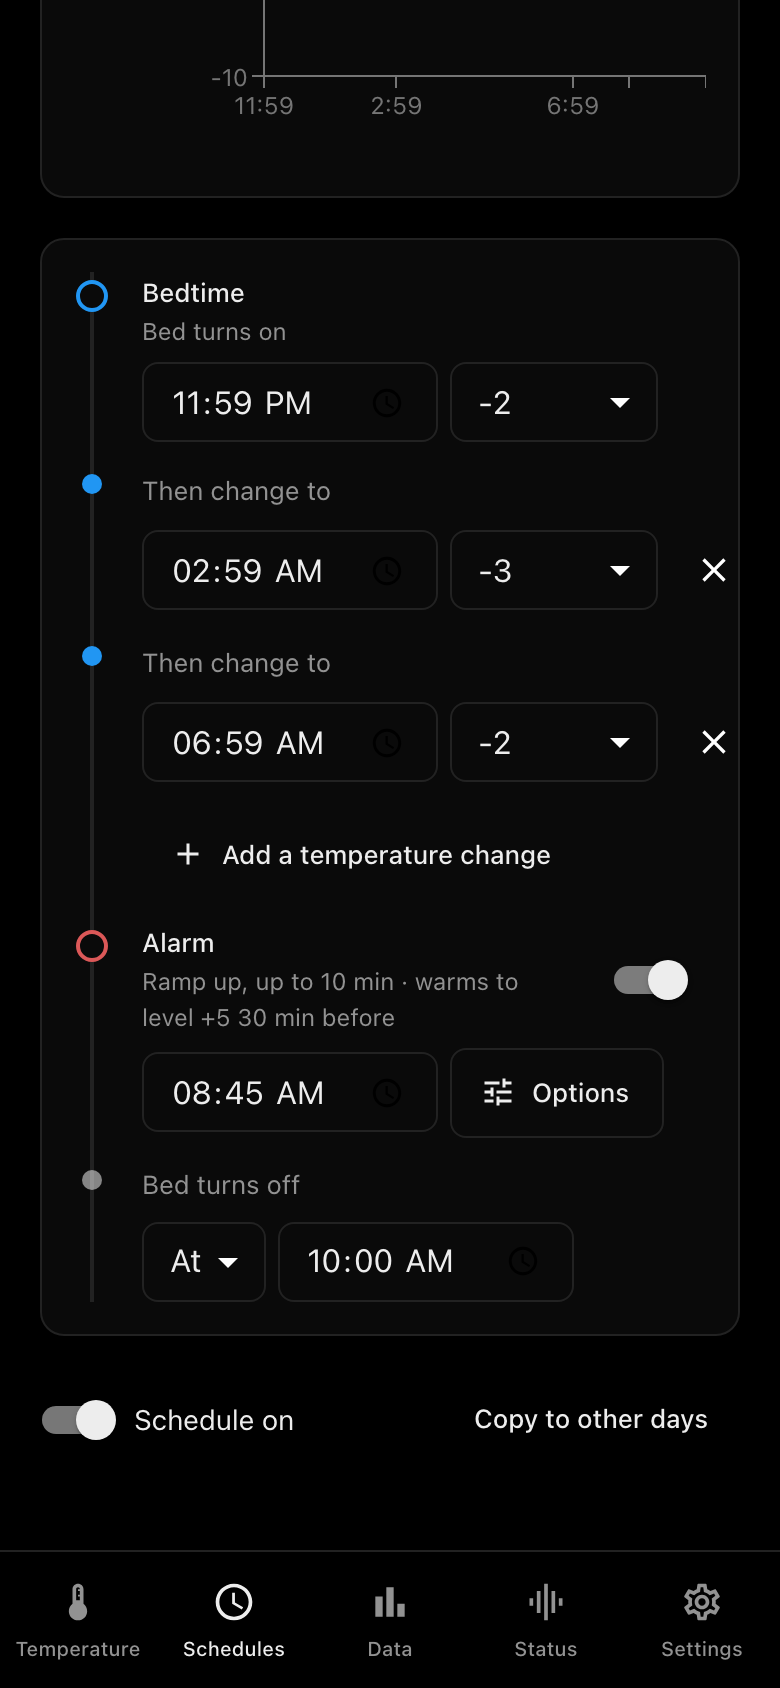 -10
11:59 2:59 6:59
Bedtime
Bed turns on
11:59 PM -2
Then change to
02:59 AM -3
Then change to
06:59 AM -2
Add a temperature change
Alarm
Ramp up, up to 10 min · warms to
level +5 30 min before
08:45 AM Options
Bed turns off
At 10:00 AM
Schedule on Copy to other days
Temperature Schedules Data Status Settings